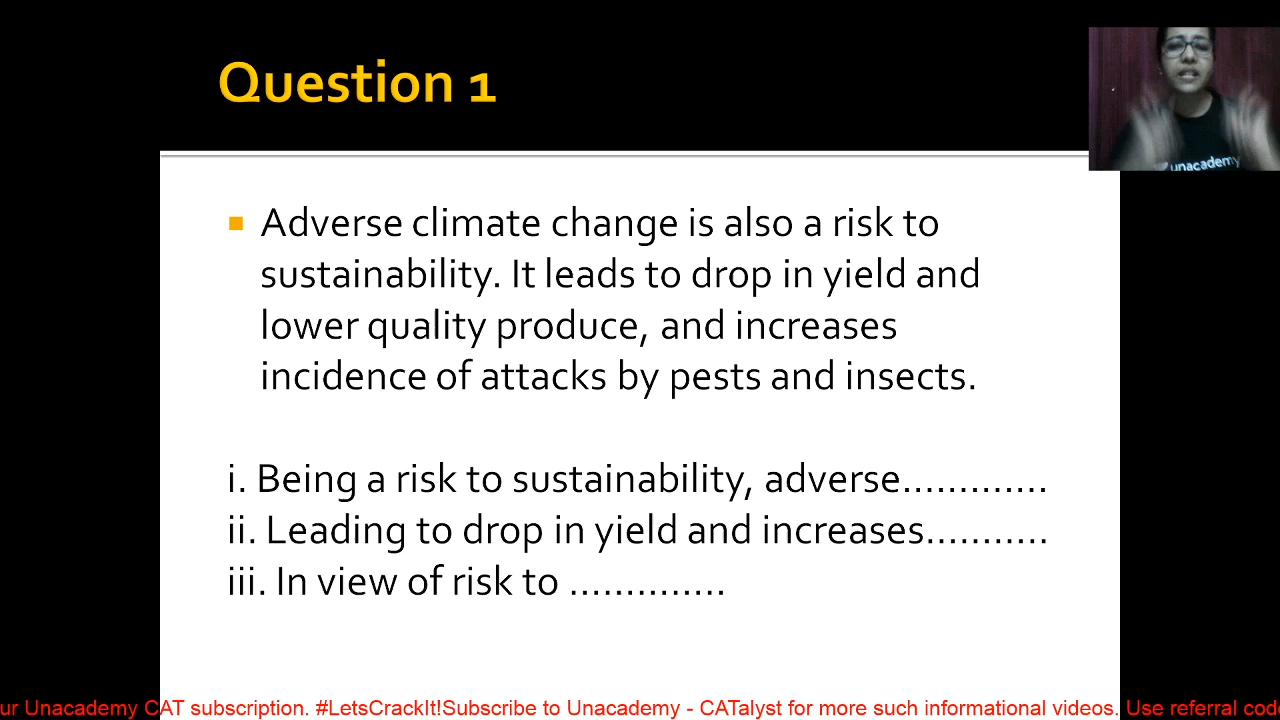 Question 1
Adverse climate change is also a risk to
sustainability. It leads to drop in yield and
lower quality produce, and increases
incidence of attacks by pests and insects.
i. Being a risk to sustainability, adverse.............
ii. Leading to drop in yield and increases...........
iii. In view of risk to ..............
unacademy
ur Unacademy CAT subscription. #LetsCrackIt!Subscribe to Unacademy - CATalyst for more such informational videos. Use referral cod